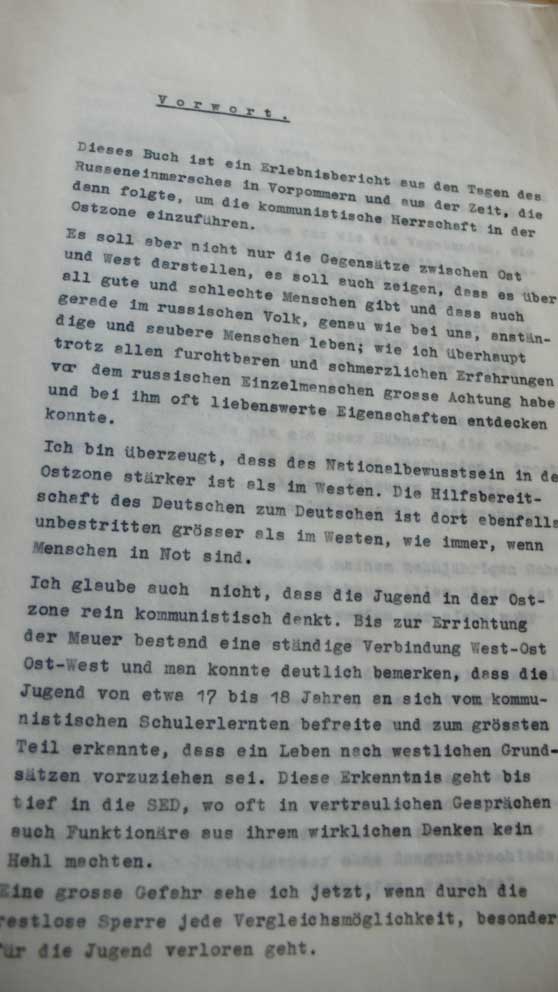 Vorwort.
Dieses Buch ist ein Erlebnisbericht aus den Tagen des
Russeneinmarsches in Vorpommern und aus der Zeit, die
dann folgte, um die kommunistische Herrschaft in der
Ostzone einzuführen.
Es soll aber nicht nur die Gegensätze zwischen Ost
und West darstellen, es soll auch zeigen, dass es über
all gute und schlechte Menschen gibt und dass auch
gerade im russischen Volk, genau wie bei uns, anstän-
dige und saubere Menschen leben; wie ich überhaupt
trotz allen furchtbaren und schmerzlichen Erfahrungen
vor dem russischen Einzelmenschen grosse Achtung habe
und bei ihm oft liebenswerte Eigenschaften entdecken
konnte.
Ich bin überzeugt, dass das Nationalbewusstsein in de
Ostzone stärker ist als im Westen. Die Hilfsbereit-
schaft des Deutschen zum Deutschen ist dort ebenfalls
unbestritten grösser als im Westen, wie immer, wenn
Menschen in Not sind.
Ich glaube auch nicht, dass die Jugend in der Ost-
zone rein kommunistisch denkt. Bis zur Errichtung
der Mauer bestand eine ständige Verbindung West-Ost
Ost-West und man konnte deutlich bemerken, dass die
Jugend von etwa 17 bis 18 Jahren an sich vom kommu-
nistischen Schulerlernten befreite und zum grössten
Teil erkannte, dass ein Leben nach westlichen Grund-
sätzen vorzuziehen sei. Diese Erkenntnis geht bis
tief in die SED, wo oft in vertraulichen Gesprächen
auch Funktionäre aus ihrem wirklichen Denken kein
Hehl machten.
Eine grosse Gefahr sehe ich jetzt, wenn durch die
restlose Sperre jede Vergleichsmöglichkeit, besonder
für die Jugend verloren geht.